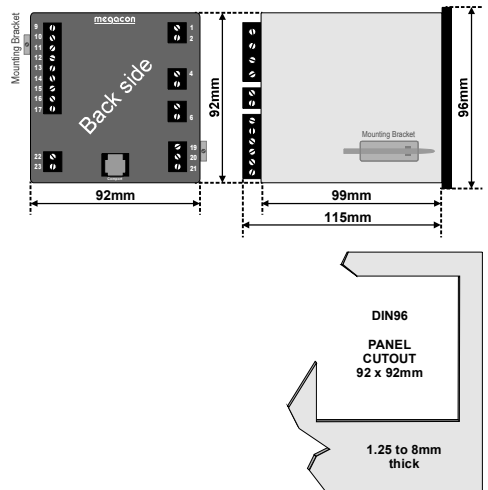 megacon
Mounting Bracket
9
10
11
12
13
14
15
16
17
22
23
1
2
4
6
19
20
21
Back side
92mm
92mm
Mounting Bracket
96mm
99mm
115mm
DIN96
PANEL
CUTOUT
92 x 92mm
1.25 to 8mm
thick